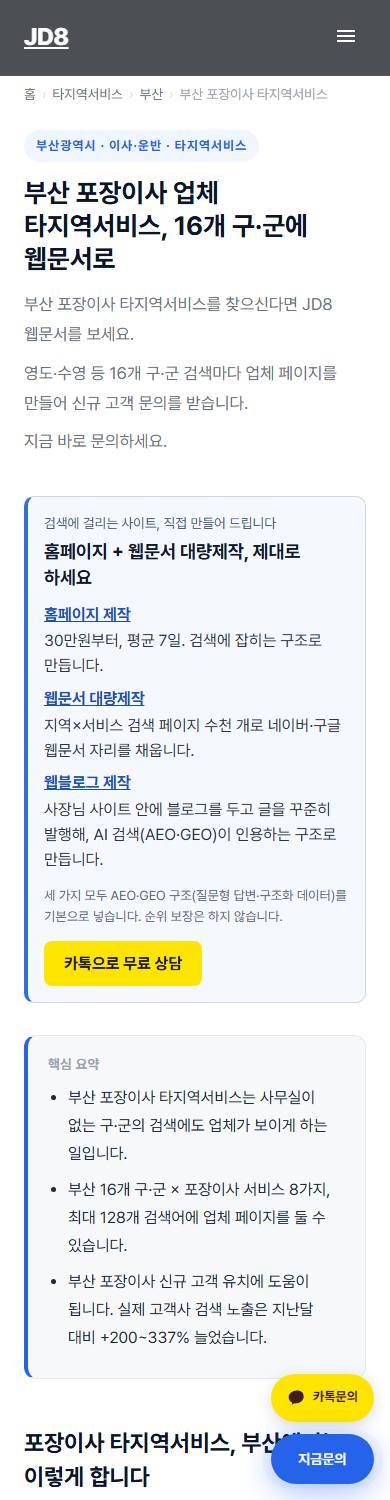 JD8
홈 › 타지역서비스 › 부산 › 부산 포장이사 타지역서비스
부산광역시 · 이사·운반 · 타지역서비스
부산 포장이사 업체
타지역서비스, 16개 구·군에
웹문서로
부산 포장이사 타지역서비스를 찾으신다면 JD8
웹문서를 보세요.
영도·수영 등 16개 구·군 검색마다 업체 페이지를
만들어 신규 고객 문의를 받습니다.
지금 바로 문의하세요.
검색에 걸리는 사이트, 직접 만들어 드립니다
홈페이지 + 웹문서 대량제작, 제대로
하세요
홈페이지 제작
30만원부터, 평균 7일. 검색에 잡히는 구조로
만듭니다.
웹문서 대량제작
지역×서비스 검색 페이지 수천 개로 네이버·구글
웹문서 자리를 채웁니다.
웹블로그 제작
사장님 사이트 안에 블로그를 두고 글을 꾸준히
발행해, AI 검색(AEO·GEO)이 인용하는 구조로
만듭니다.
세 가지 모두 AEO·GEO 구조(질문형 답변·구조화 데이터)를
기본으로 넣습니다. 순위 보장은 하지 않습니다.
카톡으로 무료 상담
핵심 요약
• 부산 포장이사 타지역서비스는 사무실이
없는 구·군의 검색에도 업체가 보이게 하는
일입니다.
• 부산 16개 구·군 × 포장이사 서비스 8가지,
최대 128개 검색어에 업체 페이지를 둘 수
있습니다.
• 부산 포장이사 신규 고객 유치에 도움이
됩니다. 실제 고객사 검색 노출은 지난달
대비 +200~337% 늘었습니다.
카톡문의
포장이사 타지역서비스,
이렇게 합니다
지금문의